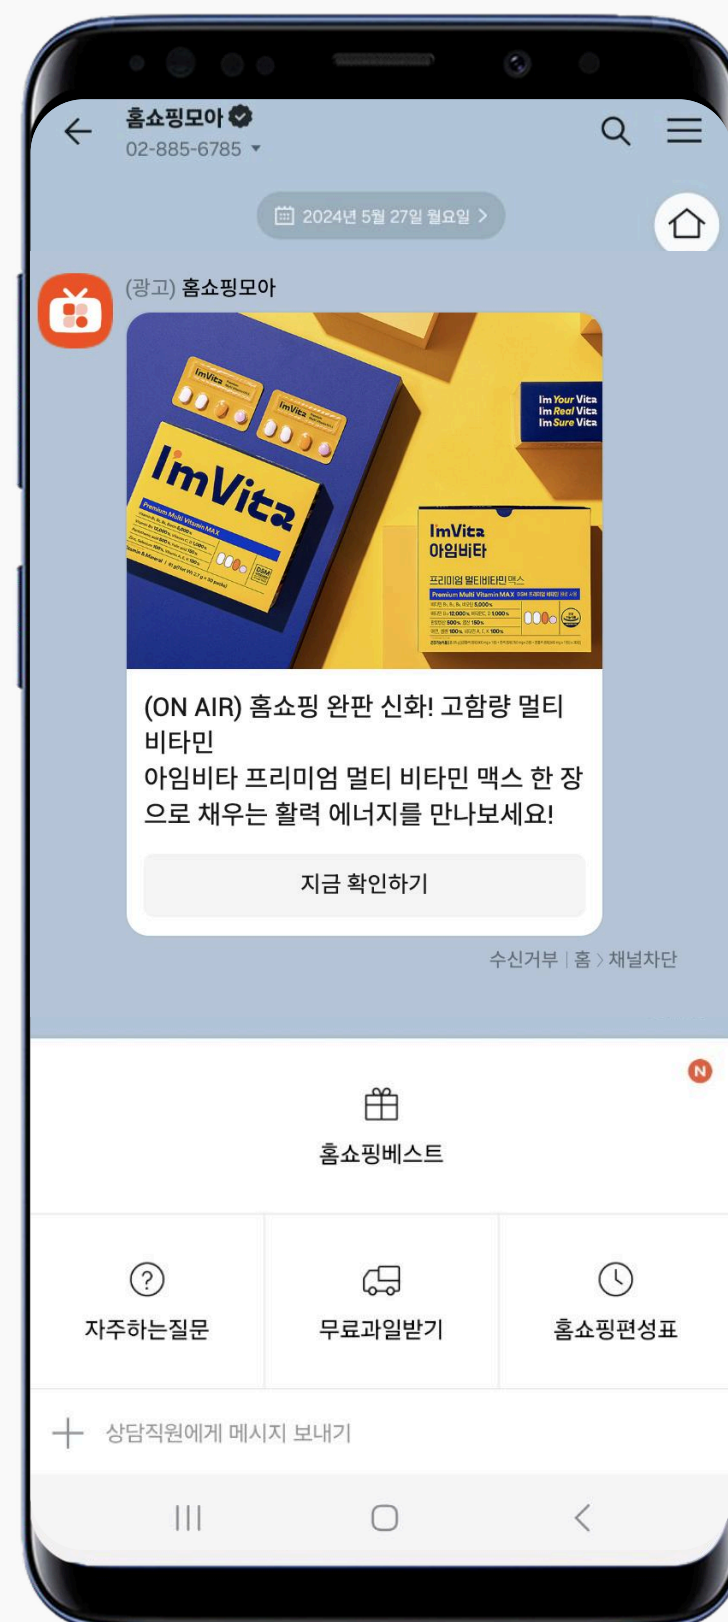 홈쇼핑모아
02-885-6785
2024년 5월 27일 월요일
(광고) 홈쇼핑모아
ImVita
ImVita
I'm Your Vita
I'm Real Vita
I'm Sure Vita
I'mVita
Premium Multi Vitamin MAX
I'mVita
아임비타
프리미엄 멀티비타민 맥스
Premium Multi Vitamin MAX
(ON AIR) 홈쇼핑 완판 신화! 고함량 멀티
비타민
아임비타 프리미엄 멀티 비타민 맥스 한 장
으로 채우는 활력 에너지를 만나보세요!
지금 확인하기
수신거부 | 홈 > 채널차단
N
홈쇼핑베스트
자주하는질문
무료과일받기
홈쇼핑편성표
상담직원에게 메시지 보내기